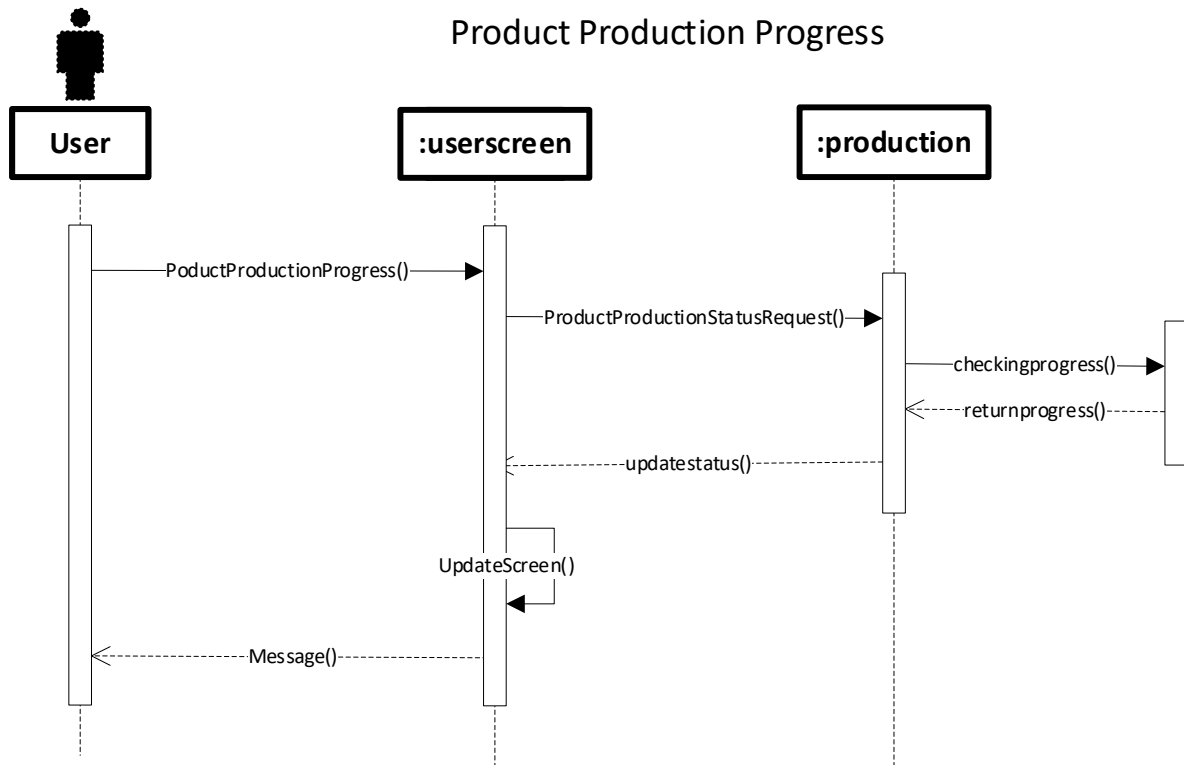 Product Production Progress
User
:userscreen
:production
PoductProductionProgress()
ProductProductionStatusRequest()
checkingprogress()
returnprogress()
updatestatus()
UpdateScreen()
Message()